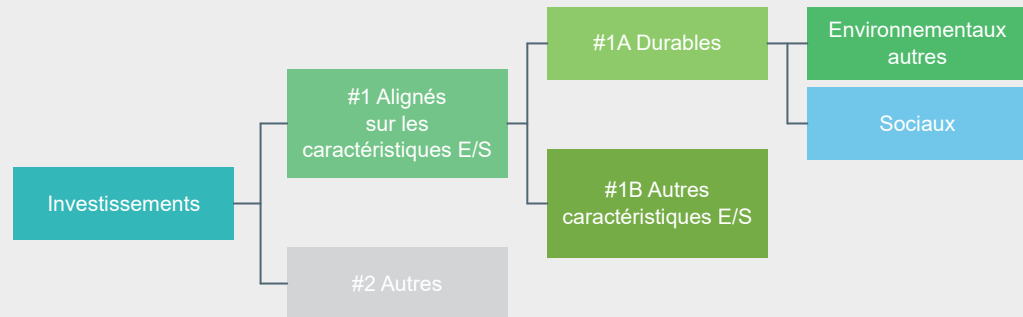 Investissements
#1 Alignés
sur les
caractéristiques E/S
#2 Autres
#1A Durables
#1B Autres
caractéristiques E/S
Environnementaux
autres
Sociaux